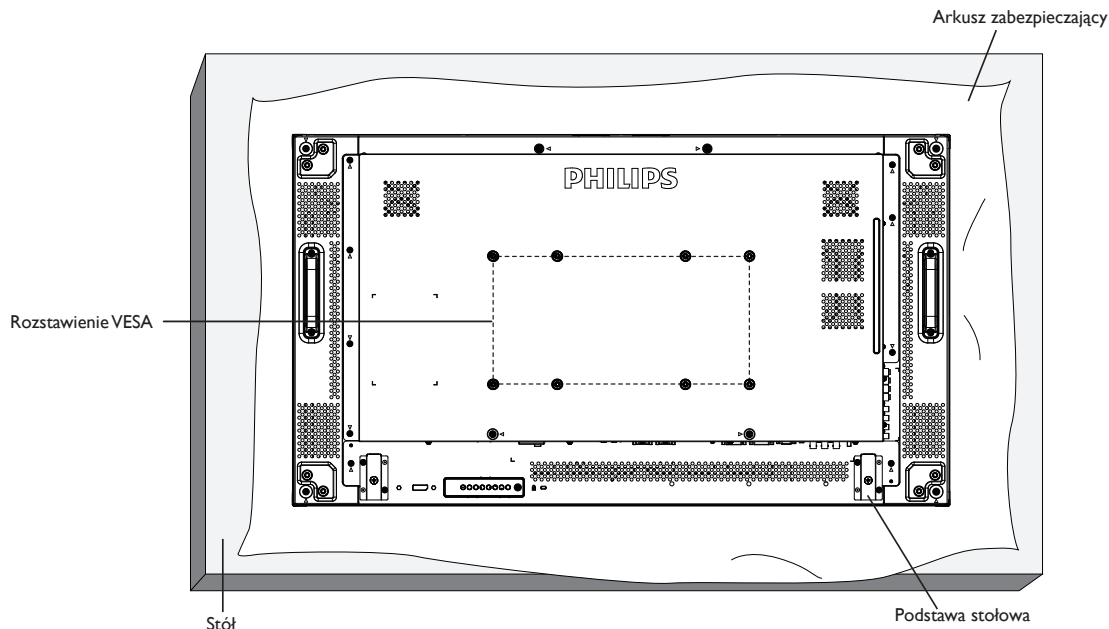 Arkusz zabezpieczający
PHILIPS
Rozstawienie VESA
Podstawa stołowa
Stół